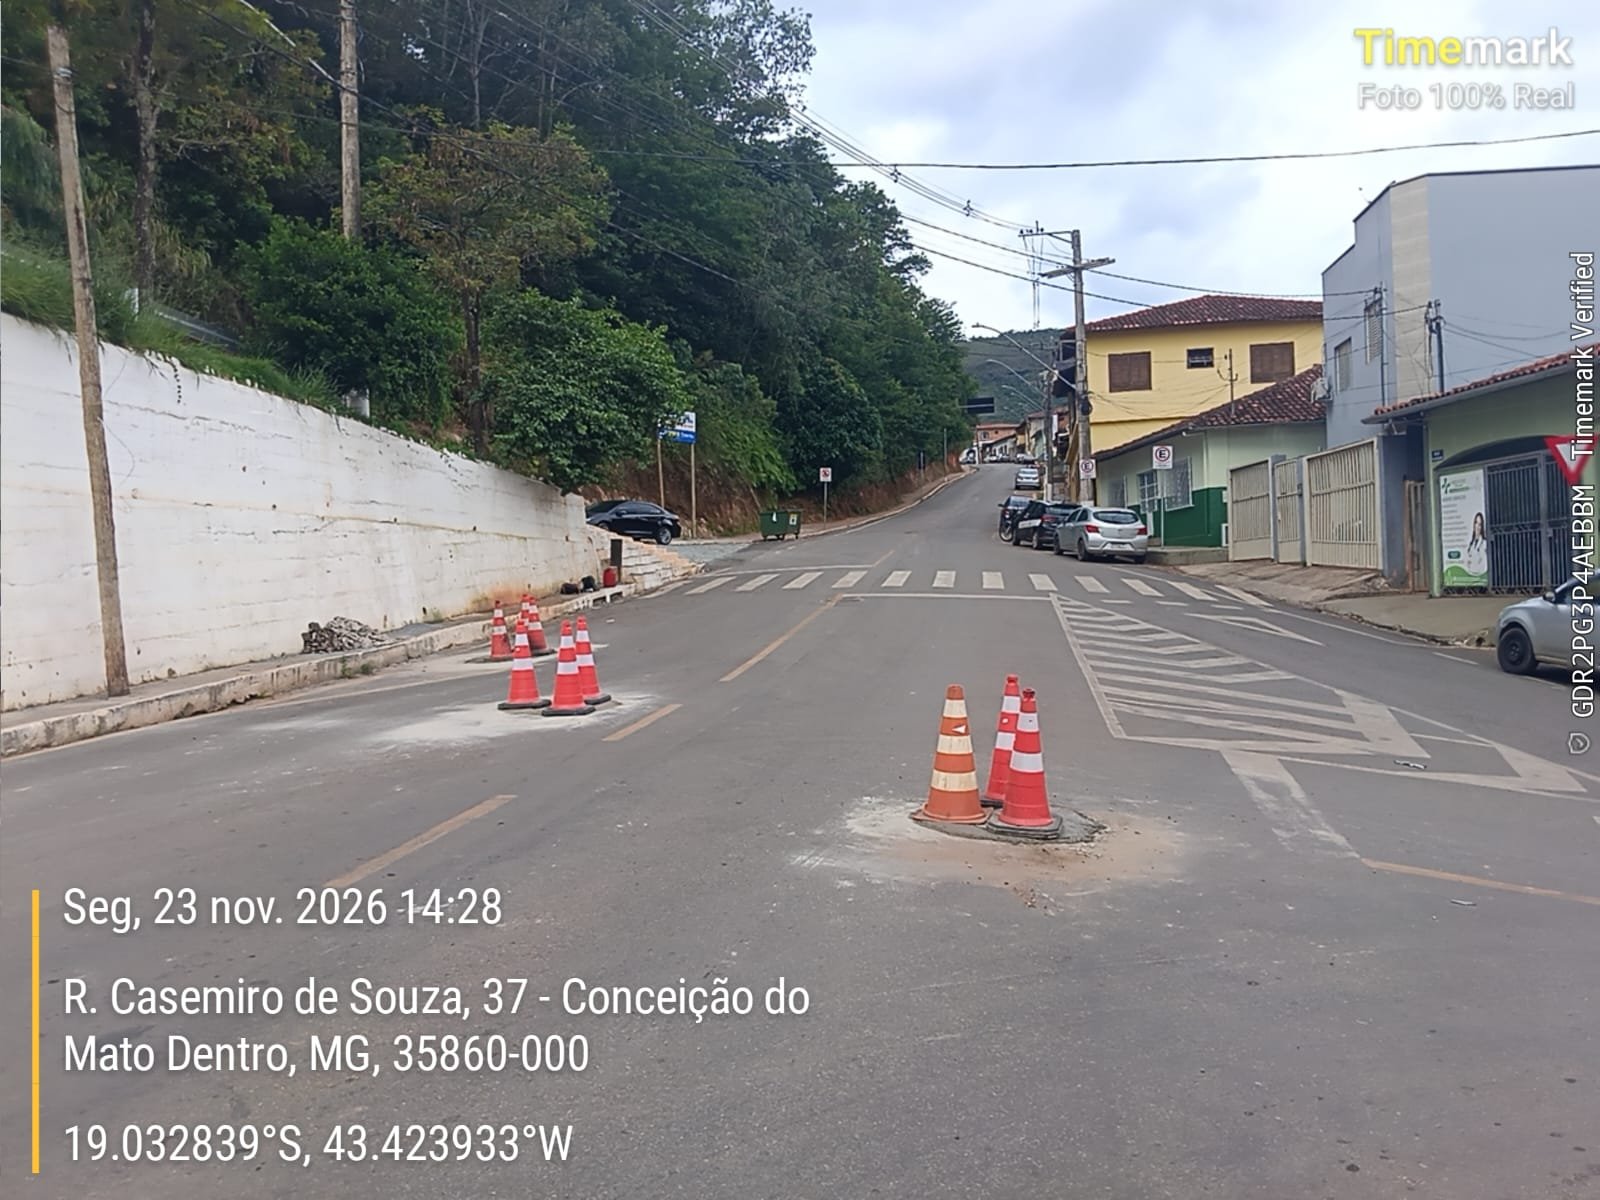 Timemark
Foto 100% Real
GDR2PG3P4AEBBM Timemark Verified
E
E
Seg, 23 nov. 2026 14:28
R. Casemiro de Souza, 37 - Conceição do
Mato Dentro, MG, 35860-000
19.032839°S, 43.423933°W